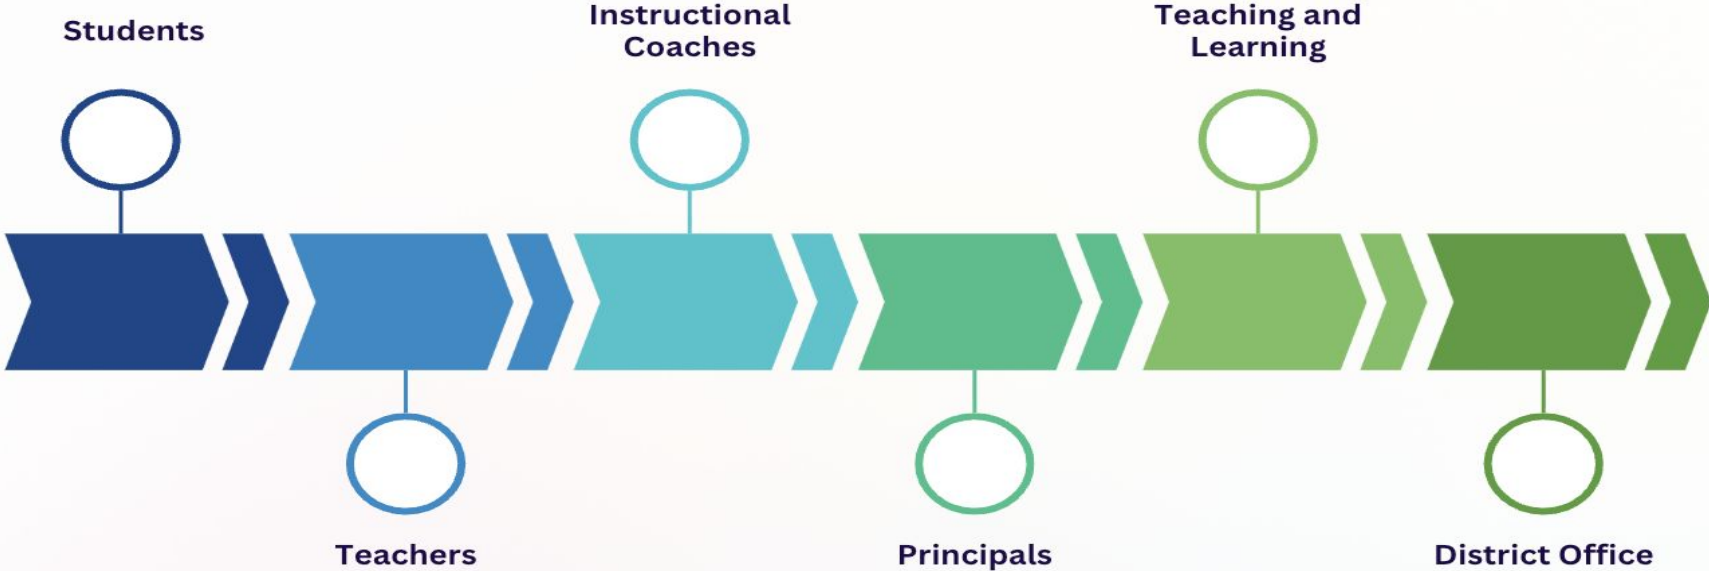 Students
Teachers
Instructional
Coaches
Principals
Teaching and
Learning
District Office